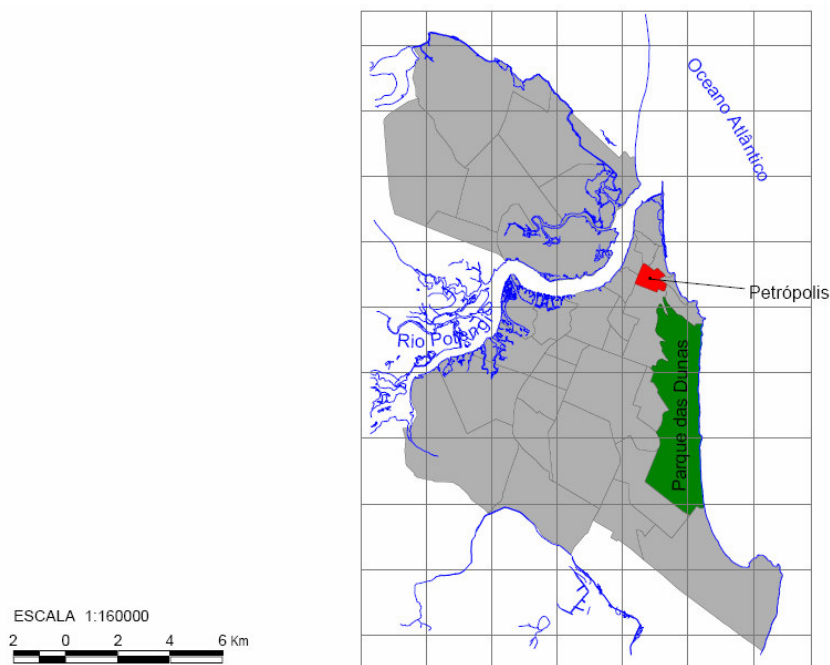 Oceano Atlântico
Petrópolis
Rio Potengi
Parque das Dunas
ESCALA 1:160000
2 0 2 4 6 Km